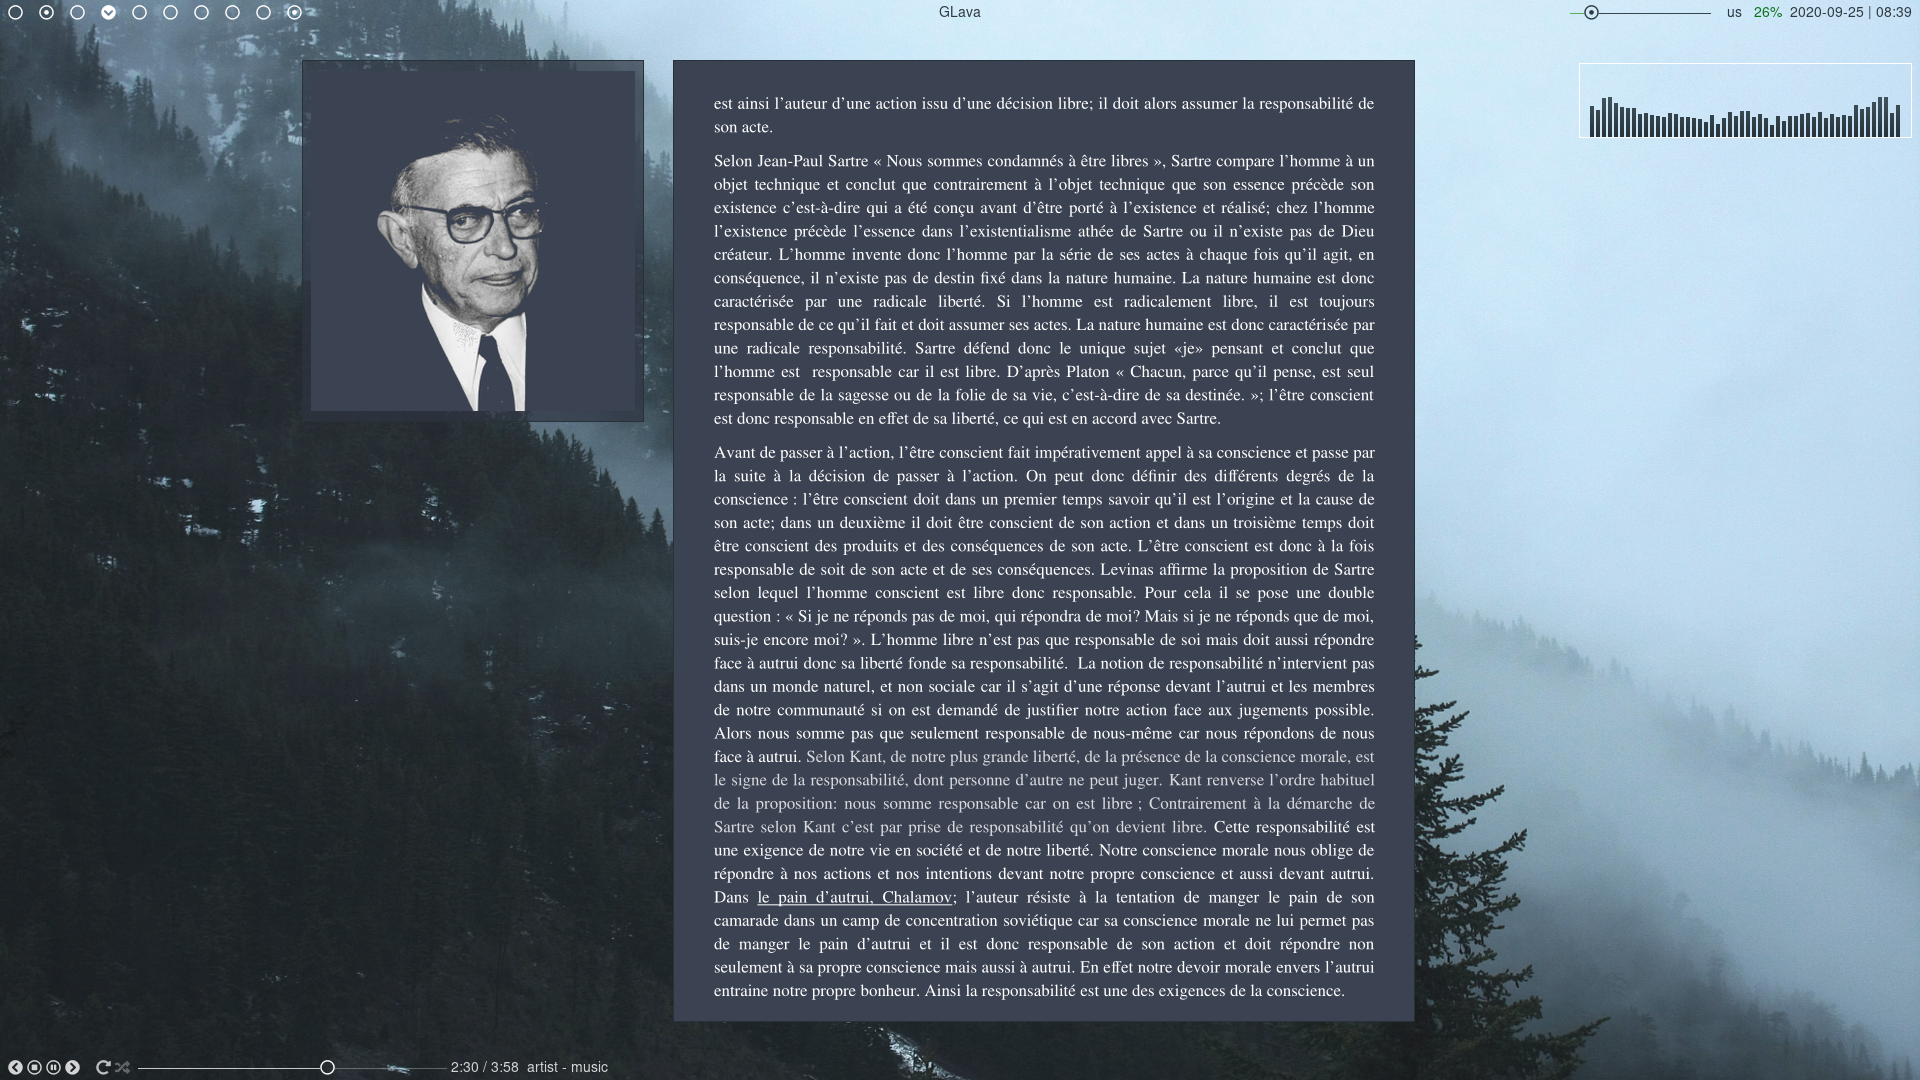 GLava
us 26% 2020-09-25 | 08:39
est ainsi l’auteur d’une action issu d’une décision libre; il doit alors assumer la responsabilité de
son acte.
Selon Jean-Paul Sartre « Nous sommes condamnés à être libres », Sartre compare l’homme à un
objet technique et conclut que contrairement à l’objet technique que son essence précède son
existence c’est-à-dire qui a été conçu avant d’être porté à l’existence et réalisé; chez l’homme
l’existence précède l’essence dans l’existentialisme athée de Sartre ou il n’existe pas de Dieu
créateur. L’homme invente donc l’homme par la série de ses actes à chaque fois qu’il agit, en
conséquence, il n’existe pas de destin fixé dans la nature humaine. La nature humaine est donc
caractérisée par une radicale liberté. Si l’homme est radicalement libre, il est toujours
responsable de ce qu’il fait et doit assumer ses actes. La nature humaine est donc caractérisée par
une radicale responsabilité. Sartre défend donc le unique sujet «je» pensant et conclut que
l’homme est responsable car il est libre. D’après Platon « Chacun, parce qu’il pense, est seul
responsable de la sagesse ou de la folie de sa vie, c’est-à-dire de sa destinée. »; l’être conscient
est donc responsable en effet de sa liberté, ce qui est en accord avec Sartre.
Avant de passer à l’action, l’être conscient fait impérativement appel à sa conscience et passe par
la suite à la décision de passer à l’action. On peut donc définir des différents degrés de la
conscience : l’être conscient doit dans un premier temps savoir qu’il est l’origine et la cause de
son acte; dans un deuxième il doit être conscient de son action et dans un troisième temps doit
être conscient des produits et des conséquences de son acte. L’être conscient est donc à la fois
responsable de soit de son acte et de ses conséquences. Levinas affirme la proposition de Sartre
selon lequel l’homme conscient est libre donc responsable. Pour cela il se pose une double
question : « Si je ne réponds pas de moi, qui répondra de moi? Mais si je ne réponds que de moi,
suis-je encore moi? ». L’homme libre n’est pas que responsable de soi mais doit aussi répondre
face à autrui donc sa liberté fonde sa responsabilité. La notion de responsabilité n’intervient pas
dans un monde naturel, et non sociale car il s’agit d’une réponse devant l’autrui et les membres
de notre communauté si on est demandé de justifier notre action face aux jugements possible.
Alors nous somme pas que seulement responsable de nous-même car nous répondons de nous
face à autrui. Selon Kant, de notre plus grande liberté, de la présence de la conscience morale, est
le signe de la responsabilité, dont personne d’autre ne peut juger. Kant renverse l’ordre habituel
de la proposition: nous somme responsable car on est libre ; Contrairement à la démarche de
Sartre selon Kant c’est par prise de responsabilité qu’on devient libre. Cette responsabilité est
une exigence de notre vie en société et de notre liberté. Notre conscience morale nous oblige de
répondre à nos actions et nos intentions devant notre propre conscience et aussi devant autrui.
Dans le pain d’autrui, Chalamov; l’auteur résiste à la tentation de manger le pain de son
camarade dans un camp de concentration soviétique car sa conscience morale ne lui permet pas
de manger le pain d’autrui et il est donc responsable de son action et doit répondre non
seulement à sa propre conscience mais aussi à autrui. En effet notre devoir morale envers l’autrui
entraine notre propre bonheur. Ainsi la responsabilité est une des exigences de la conscience.
2:30 / 3:58 artist - music